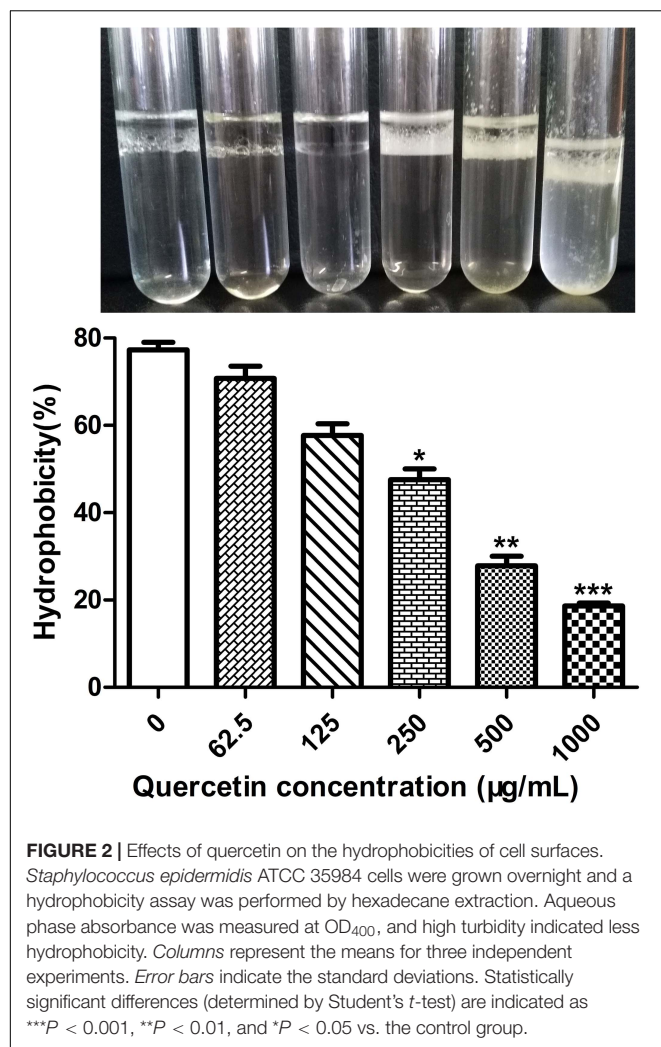 80
60
40
20
0
Hydrophobicity(%)
*
**
***
0
62.5
125
250
500
1000
Quercetin concentration (µg/mL)
FIGURE 2 | Effects of quercetin on the hydrophobicities of cell surfaces.
Staphylococcus epidermidis ATCC 35984 cells were grown overnight and a
hydrophobicity assay was performed by hexadecane extraction. Aqueous
phase absorbance was measured at OD400, and high turbidity indicated less
hydrophobicity. Columns represent the means for three independent
experiments. Error bars indicate the standard deviations. Statistically
significant differences (determined by Student's t-test) are indicated as
***P < 0.001, **P < 0.01, and *P < 0.05 vs. the control group.